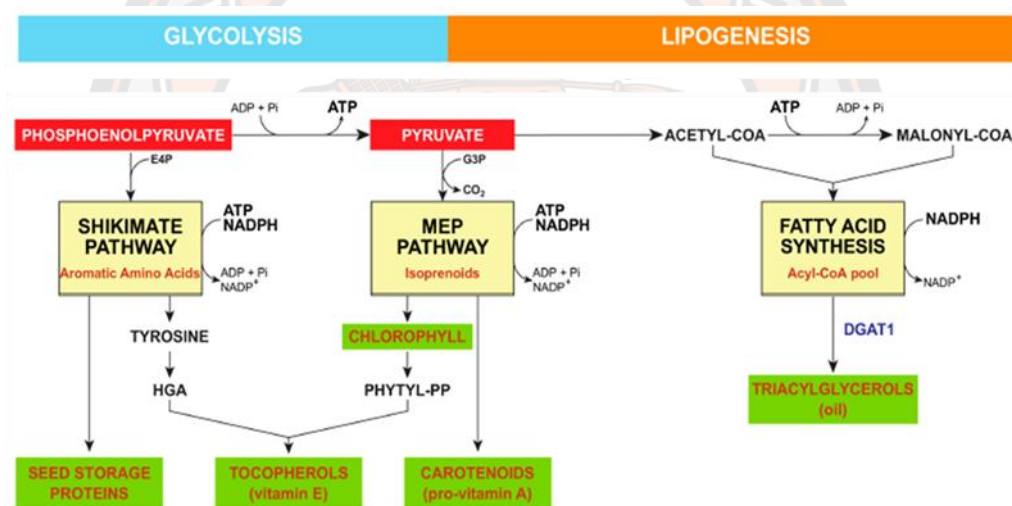 GLYCOLYSIS
LIPOGENESIS
ADP + Pi
ATP
ATP
ADP + Pi
PHOSPHOENOLPYRUVATE
PYRUVATE
ACETYL-COA
MALONYL-COA
E4P
G3P
CO₂
SHIKIMATE
PATHWAY
Aromatic Amino Acids
ATP
NADPH
ADP + Pi
NADP⁺
MEP
PATHWAY
Isoprenoids
ATP
NADPH
ADP + Pi
NADP⁺
FATTY ACID
SYNTHESIS
Acyl-CoA pool
NADPH
NADP⁺
TYROSINE
CHLOROPHYLL
DGAT1
HGA
PHYTYL-PP
TRIACYLGLYCEROLS
(oil)
SEED STORAGE
PROTEINS
TOCOPHEROLS
(vitamin E)
CAROTENOIDS
(pro-vitamin A)